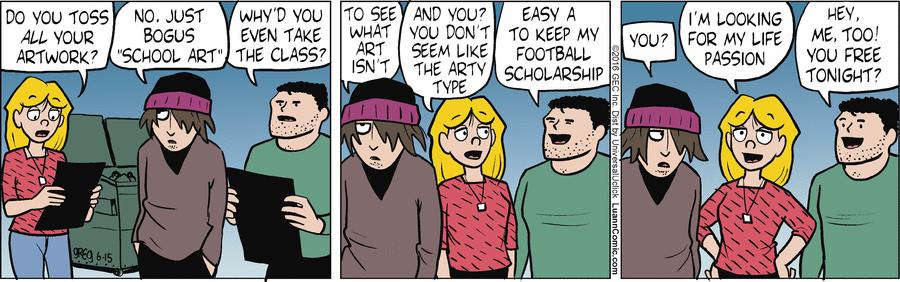 DO YOU TOSS
ALL YOUR
ARTWORK?
NO. JUST
BOGUS
"SCHOOL ART"
WHY'D YOU
EVEN TAKE
THE CLASS?
GREG 6-15
TO SEE
WHAT
ART
ISN'T
AND YOU?
YOU DON'T
SEEM LIKE
THE ARTY
TYPE
EASY A
TO KEEP MY
FOOTBALL
SCHOLARSHIP
©2016 GEC Inc. Dist by Universal Uclick LuannComic.com
YOU?
I'M LOOKING
FOR MY LIFE
PASSION
HEY,
ME, TOO!
YOU FREE
TONIGHT?